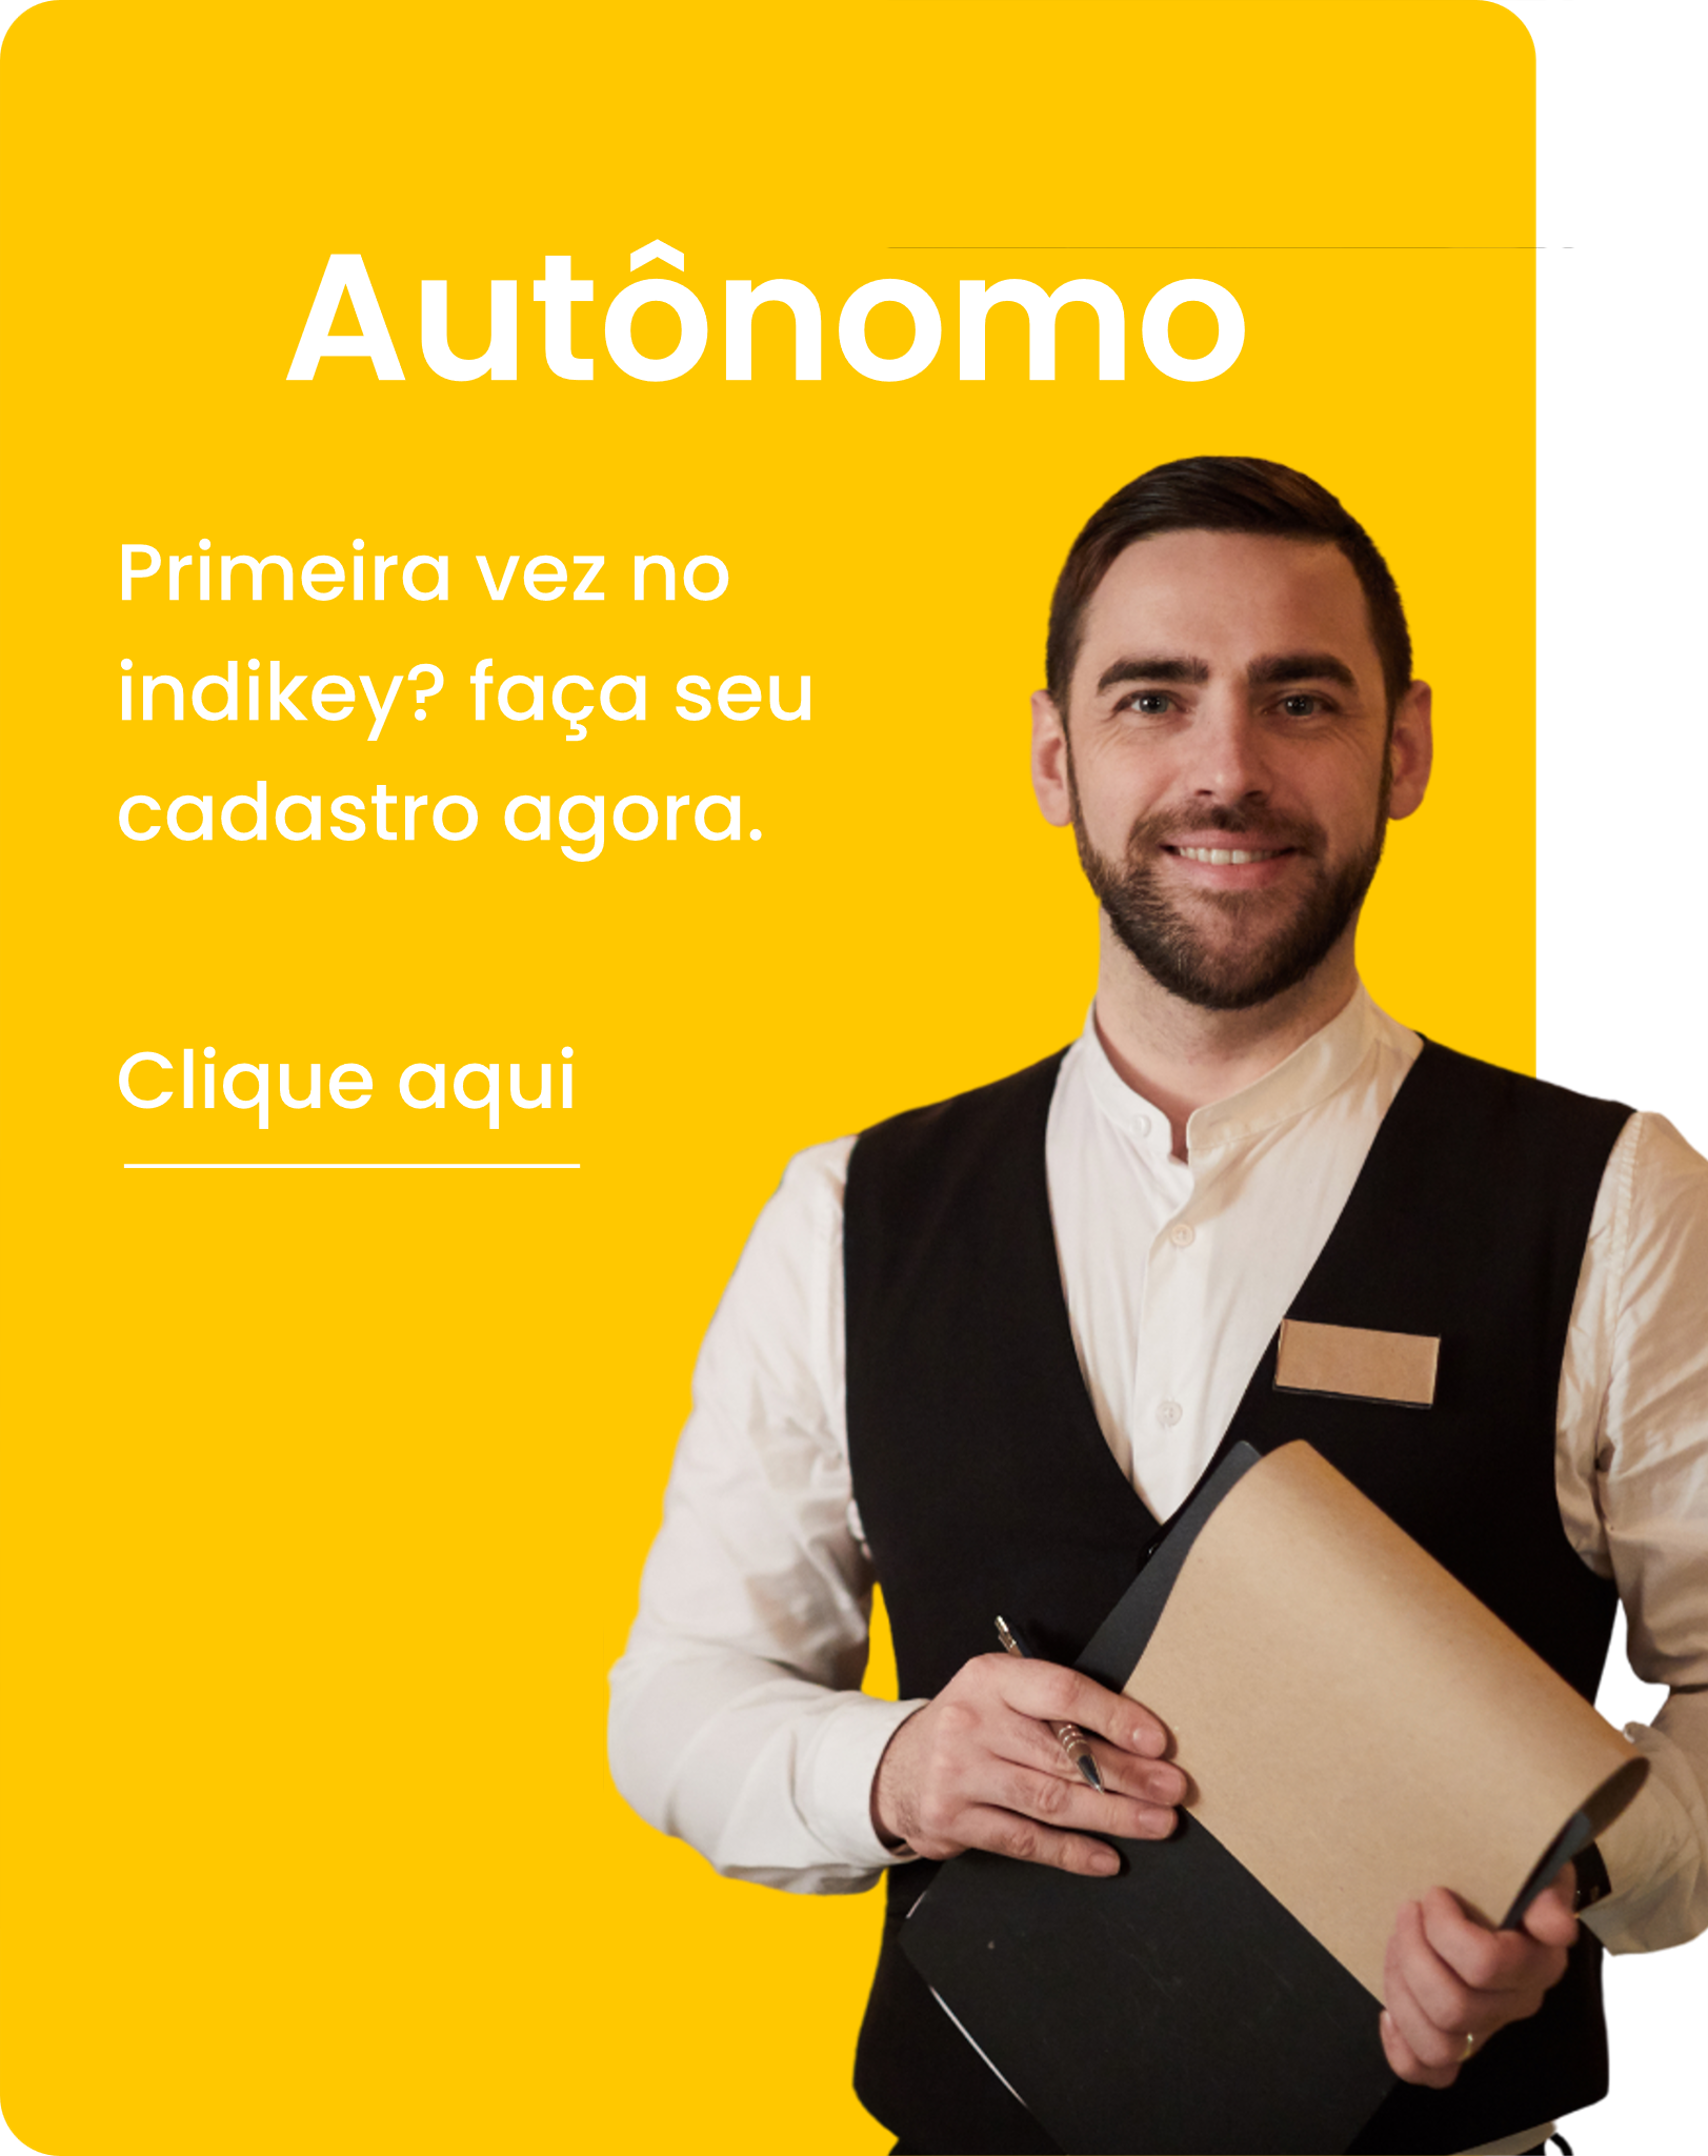 Autônomo
Primeira vez no
indikey? faça seu
cadastro agora.
Clique aqui